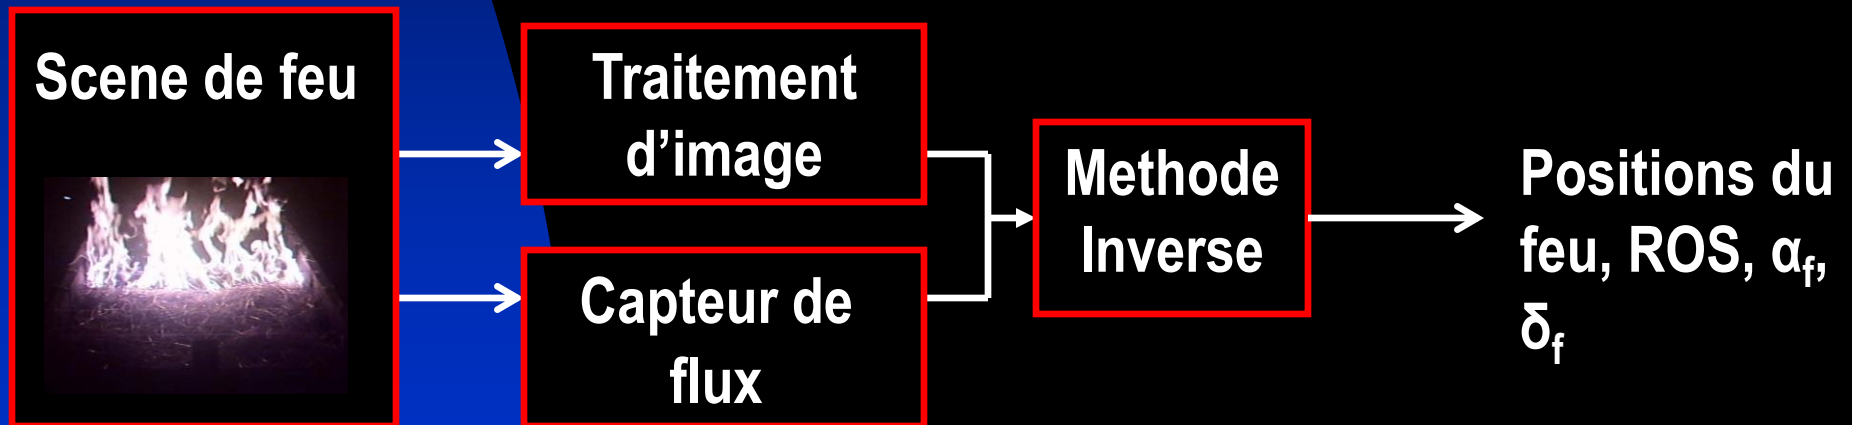 Scene de feu
Traitement
d’image
Capteur de
flux
Methode
Inverse
Positions du
feu, ROS, αf,
δf